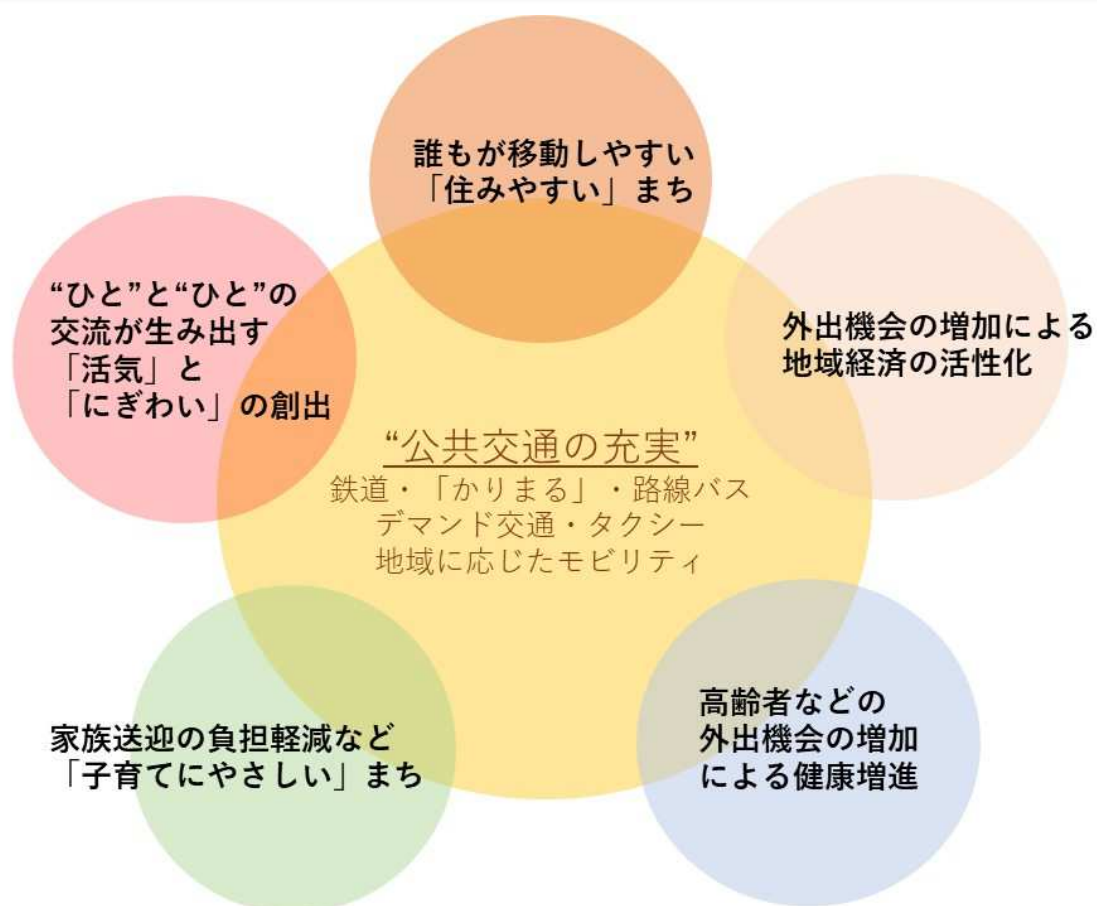 誰もが移動しやすい
「住みやすい」まち
“ひと”と“ひと”の
交流が生み出す
「活気」と
「にぎわい」の創出
外出機会の増加による
地域経済の活性化
“公共交通の充実”
鉄道・「かりまる」・路線バス
デマンド交通・タクシー
地域に応じたモビリティ
家族送迎の負担軽減など
「子育てにやさしい」まち
高齢者などの
外出機会の増加
による健康増進